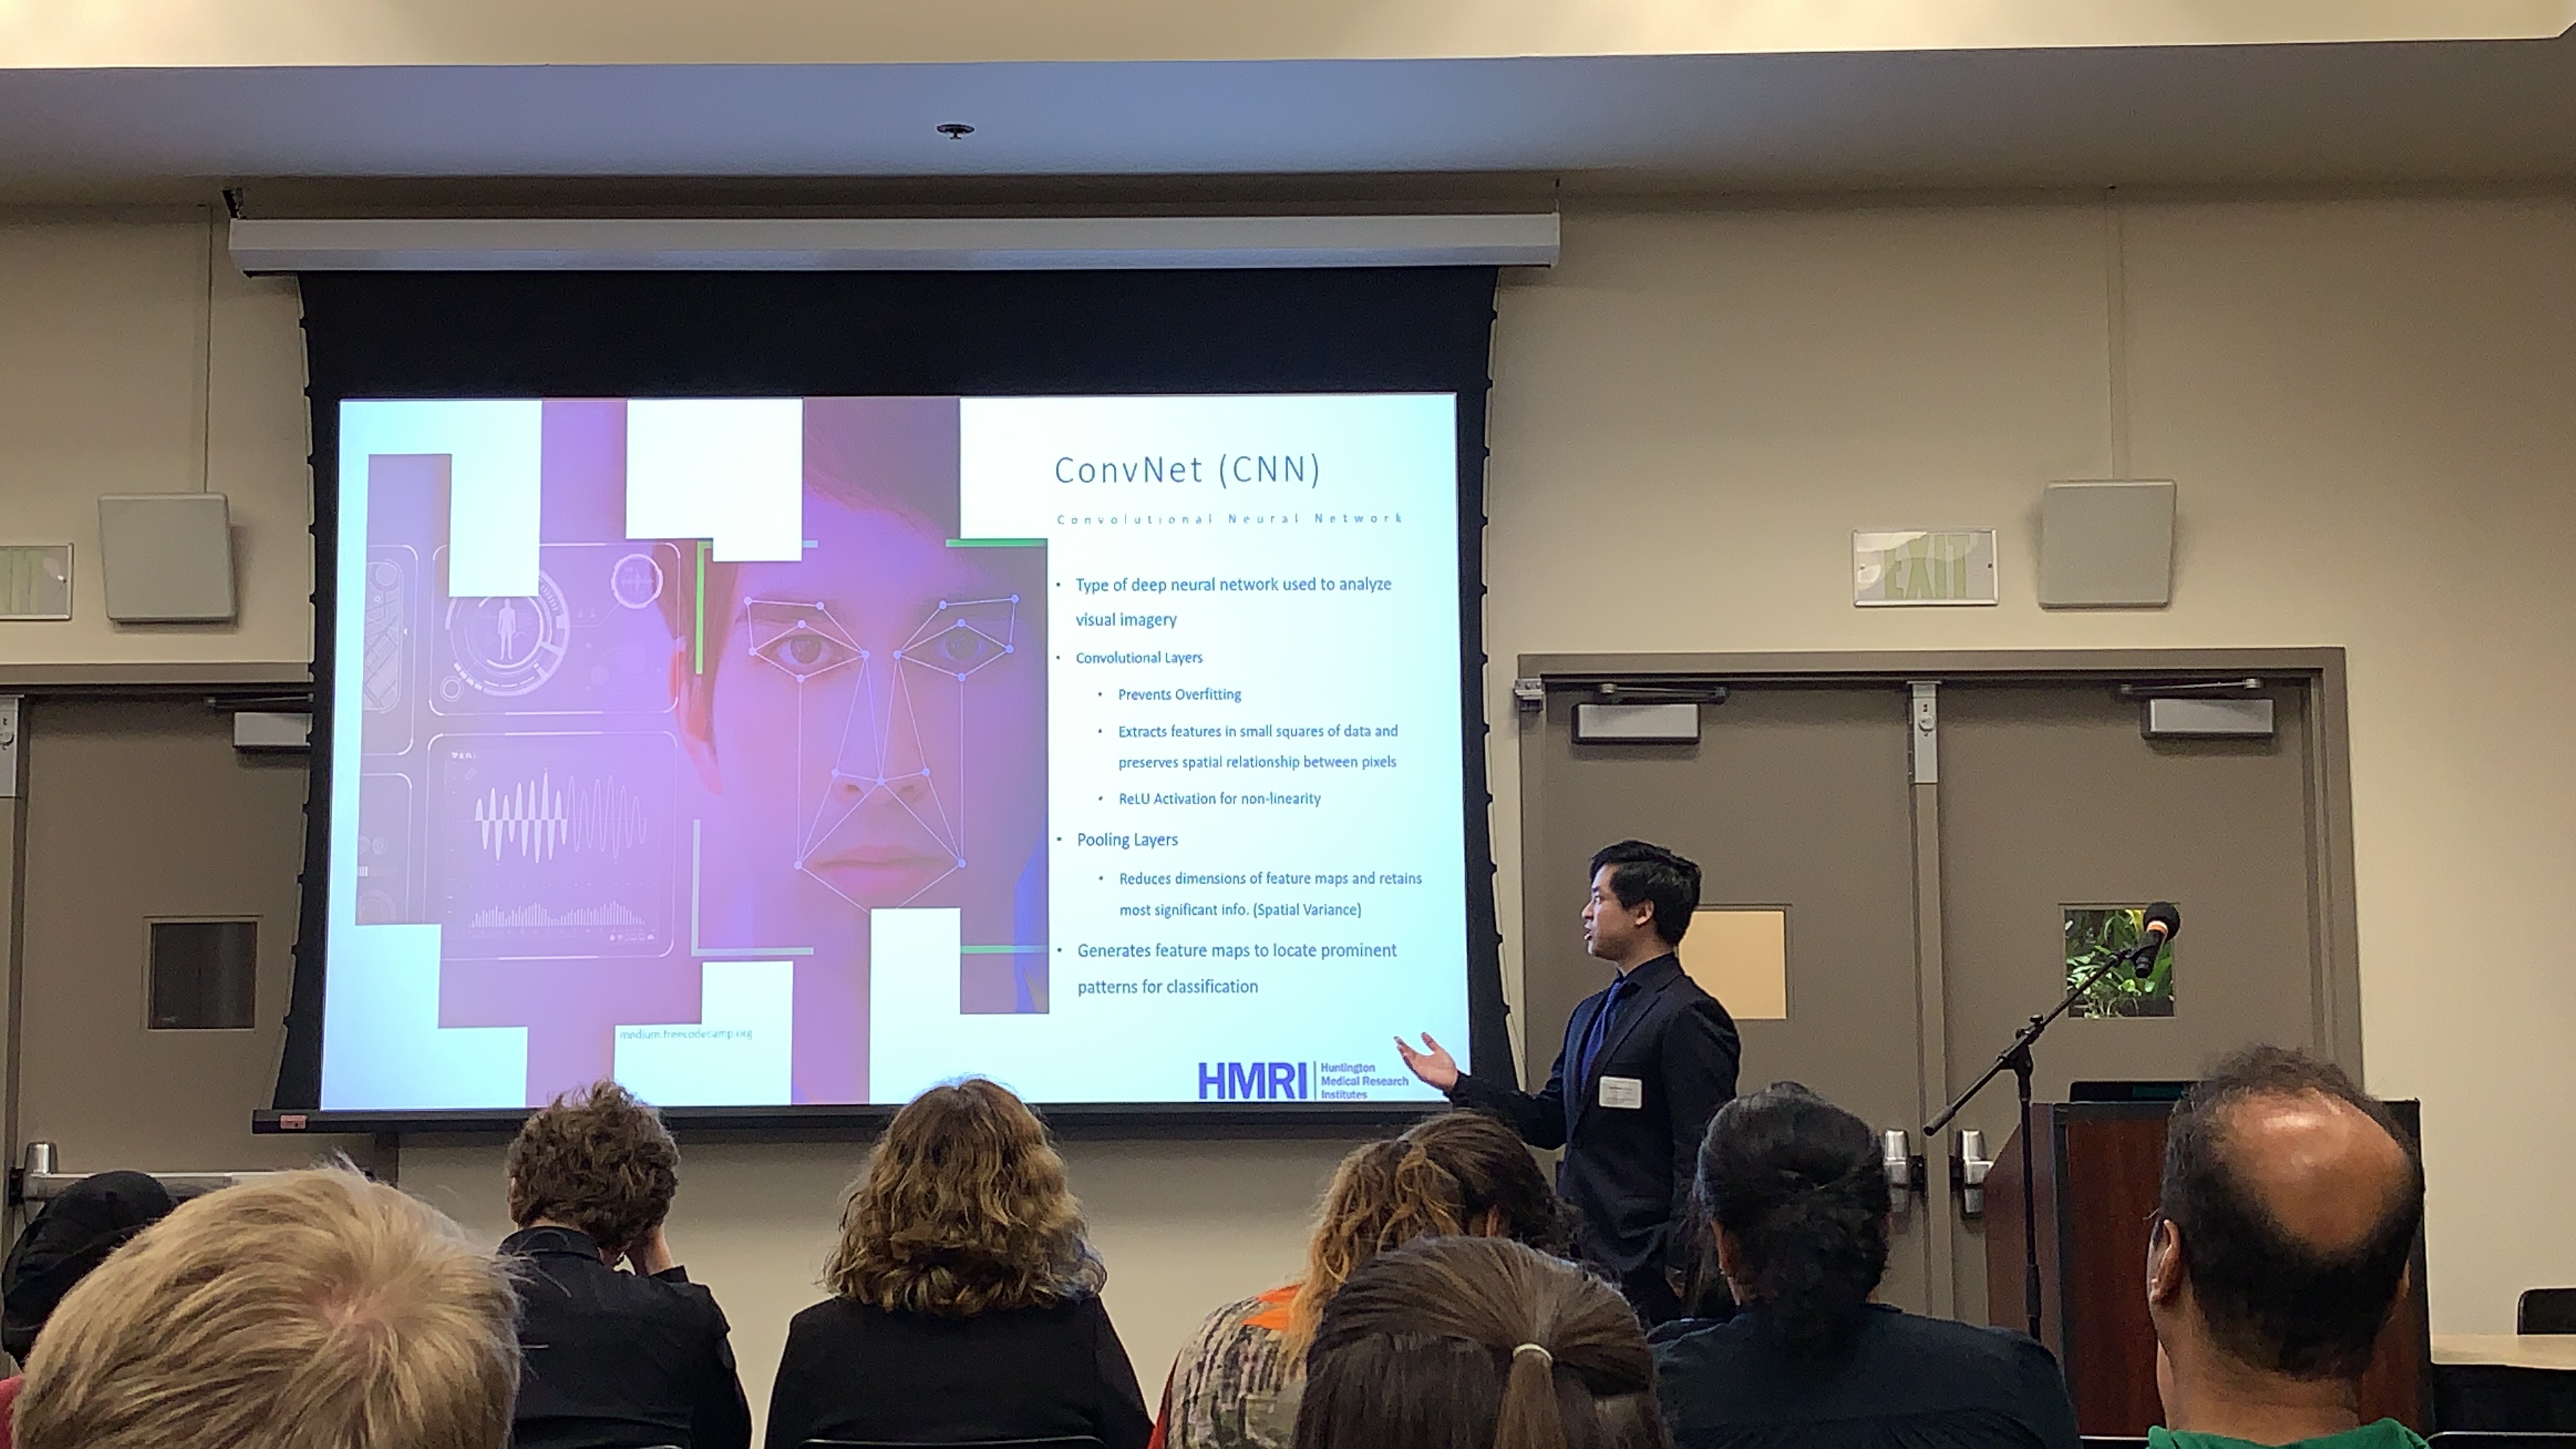 ConvNet (CNN)
Convolutional Neural Network
• Type of deep neural network used to analyze
visual imagery
• Convolutional Layers
• Prevents Overfitting
• Extracts features in small squares of data and
preserves spatial relationship between pixels
• ReLU Activation for non-linearity
• Pooling Layers
• Reduces dimensions of feature maps and retains
most significant info. (Spatial Variance)
• Generates feature maps to locate prominent
patterns for classification
medium.freecodecamp.org
HMRI
Huntington
Medical Research
Institutes
EXIT